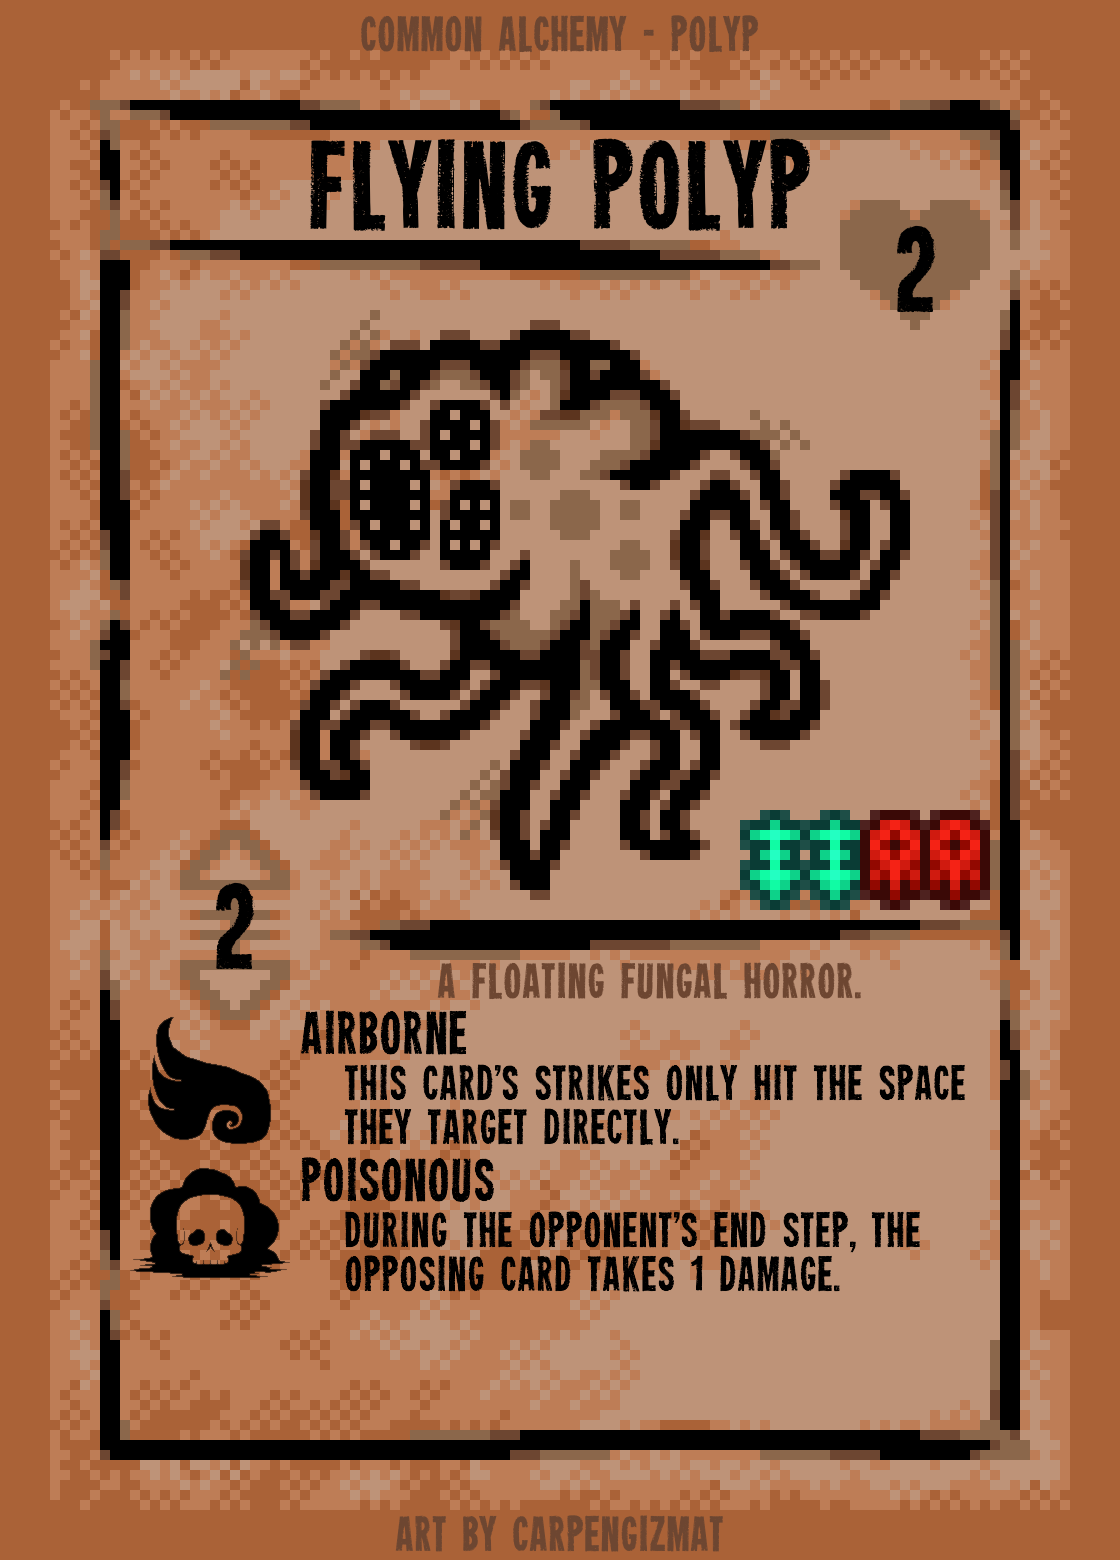 COMMON ALCHEMY - POLYP
FLYING POLYP
2
2
A FLOATING FUNGAL HORROR.
AIRBORNE
THIS CARD'S STRIKES ONLY HIT THE SPACE
THEY TARGET DIRECTLY.
POISONOUS
DURING THE OPPONENT'S END STEP, THE
OPPOSING CARD TAKES 1 DAMAGE.
ART BY CARPENGIZMAT